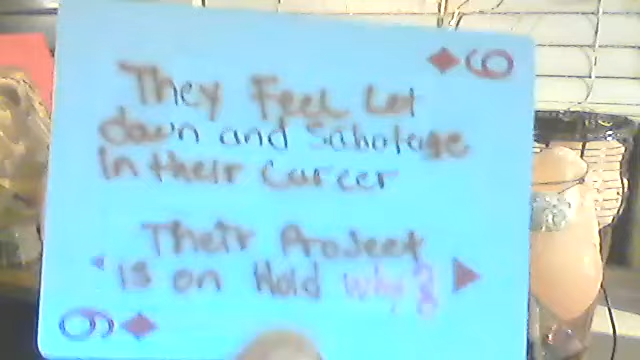 6
They Feel Let
down and Sabotage
in their Career
Their Project
is on Hold Why?
6